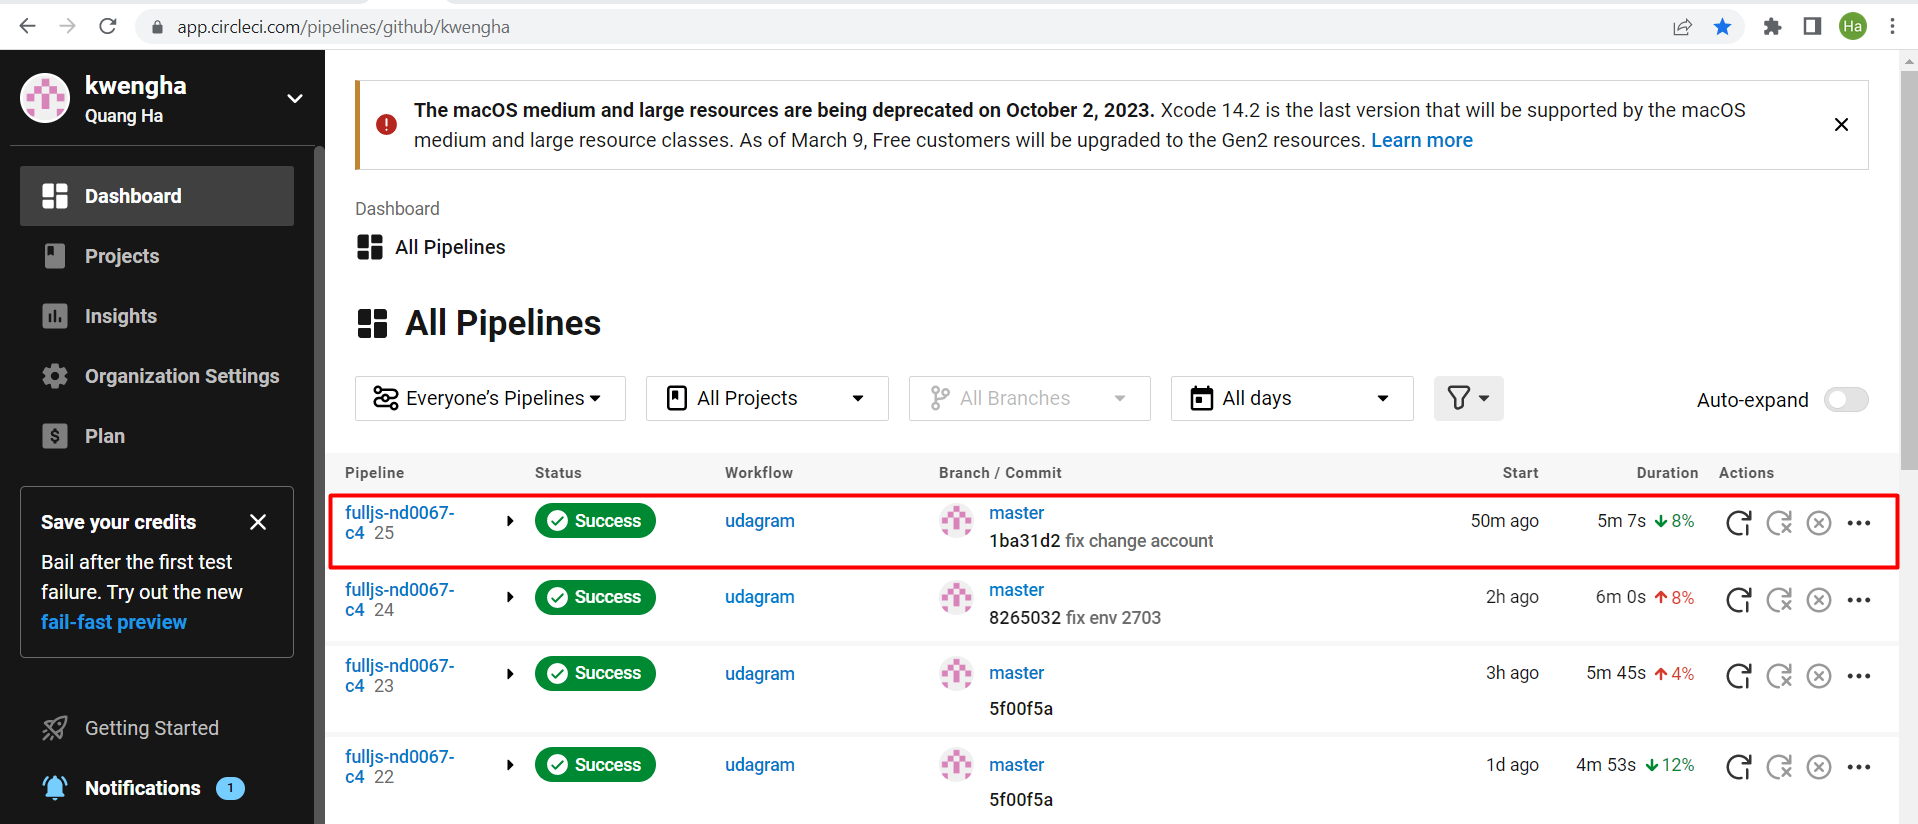 app.circleci.com/pipelines/github/kwengha
Ha
kwengha
Quang Ha
Dashboard
Projects
Insights
Organization Settings
Plan
Save your credits
Bail after the first test
failure. Try out the new
fail-fast preview
Getting Started
Notifications 1
The macOS medium and large resources are being deprecated on October 2, 2023. Xcode 14.2 is the last version that will be supported by the macOS
medium and large resource classes. As of March 9, Free customers will be upgraded to the Gen2 resources. Learn more
Dashboard
All Pipelines
All Pipelines
Everyone’s Pipelines All Projects All Branches All days Auto-expand
Pipeline Status Workflow Branch / Commit Start Duration Actions
fulljs-nd0067- Success udagram master 50m ago 5m 7s 8%
c4 25 1ba31d2 fix change account
fulljs-nd0067- Success udagram master 2h ago 6m 0s 8%
c4 24 8265032 fix env 2703
fulljs-nd0067- Success udagram master 3h ago 5m 45s 4%
c4 23 5f00f5a
fulljs-nd0067- Success udagram master 1d ago 4m 53s 12%
c4 22 5f00f5a